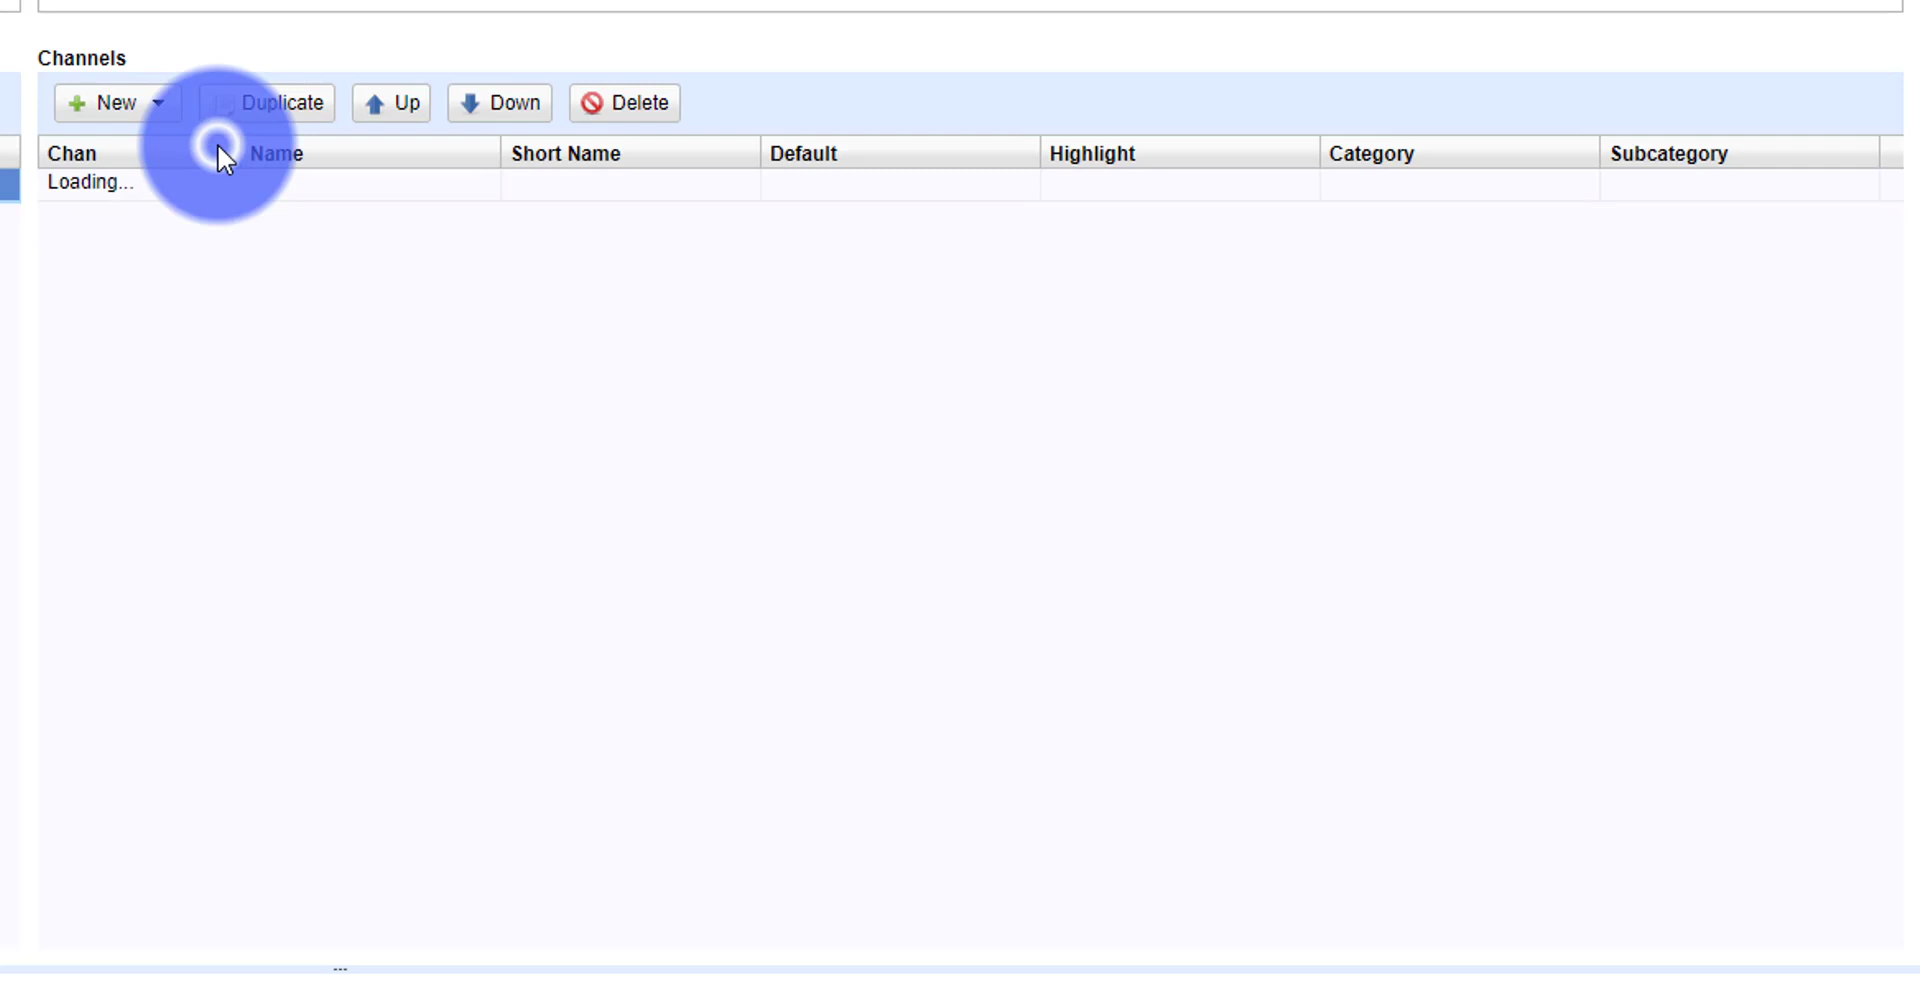 Channels
New Duplicate Up Down Delete
Chan Name Short Name Default Highlight Category Subcategory
Loading...